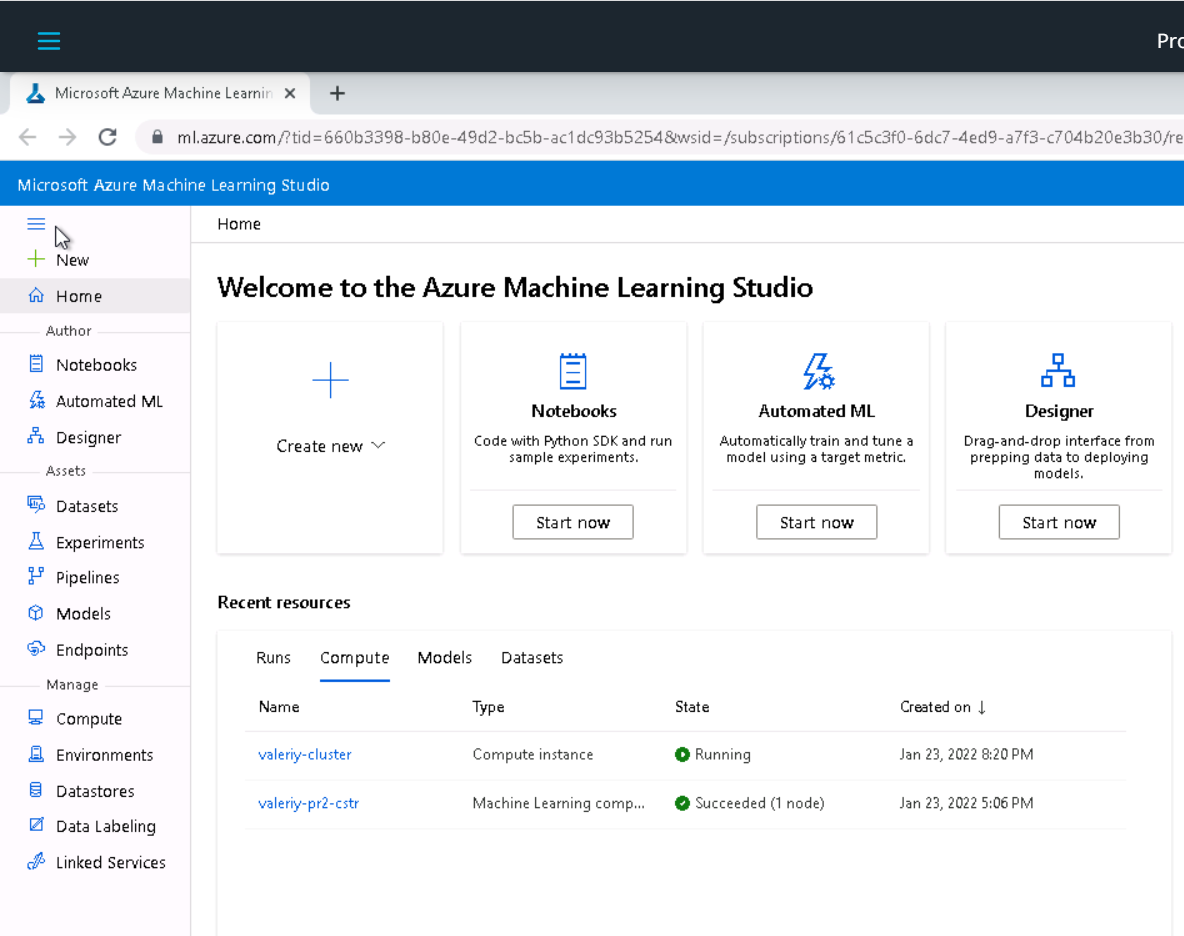 Pro
Microsoft Azure Machine Learnin
ml.azure.com/?tid=660b3398-b80e-49d2-bc5b-ac1dc93b5254&wsid=/subscriptions/61c5c3f0-6dc7-4ed9-a7f3-c704b20e3b30/re
Microsoft Azure Machine Learning Studio
New
Home
Author
Notebooks
Automated ML
Designer
Assets
Datasets
Experiments
Pipelines
Models
Endpoints
Manage
Compute
Environments
Datastores
Data Labeling
Linked Services
Home
Welcome to the Azure Machine Learning Studio
Create new
Notebooks
Code with Python SDK and run
sample experiments.
Start now
Automated ML
Automatically train and tune a
model using a target metric.
Start now
Designer
Drag-and-drop interface from
prepping data to deploying
models.
Start now
Recent resources
Runs Compute Models Datasets
Name Type State Created on ↓
valeriy-cluster Compute instance Running Jan 23, 2022 8:20 PM
valeriy-pr2-cstr Machine Learning comp... Succeeded (1 node) Jan 23, 2022 5:06 PM